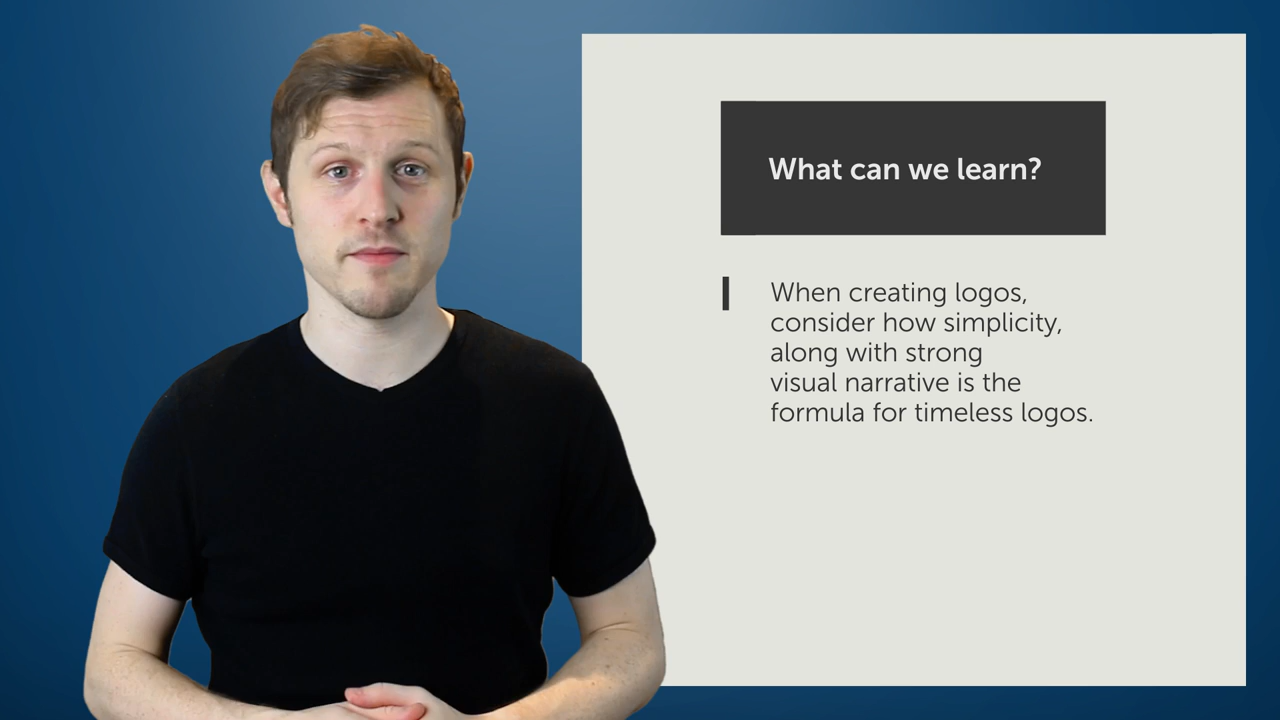 What can we learn?
When creating logos,
consider how simplicity,
along with strong
visual narrative is the
formula for timeless logos.